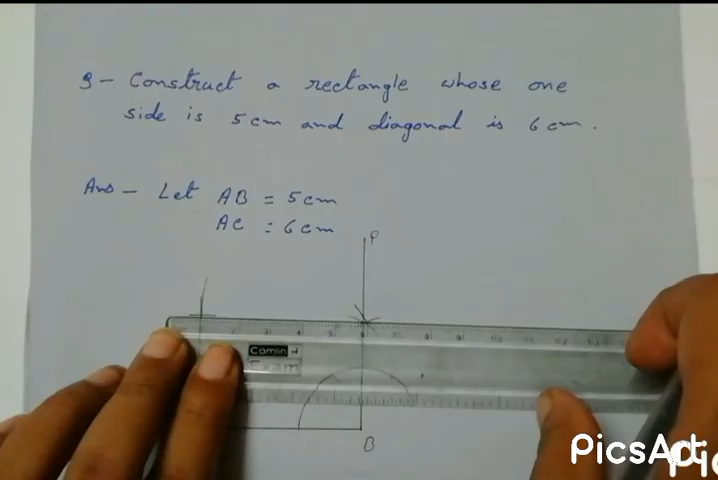 Q- Construct a rectangle whose one
side is 5cm and diagonal is 6cm.
Ans- Let AB = 5cm
AC = 6cm
P
Camlin
B
PicsArt